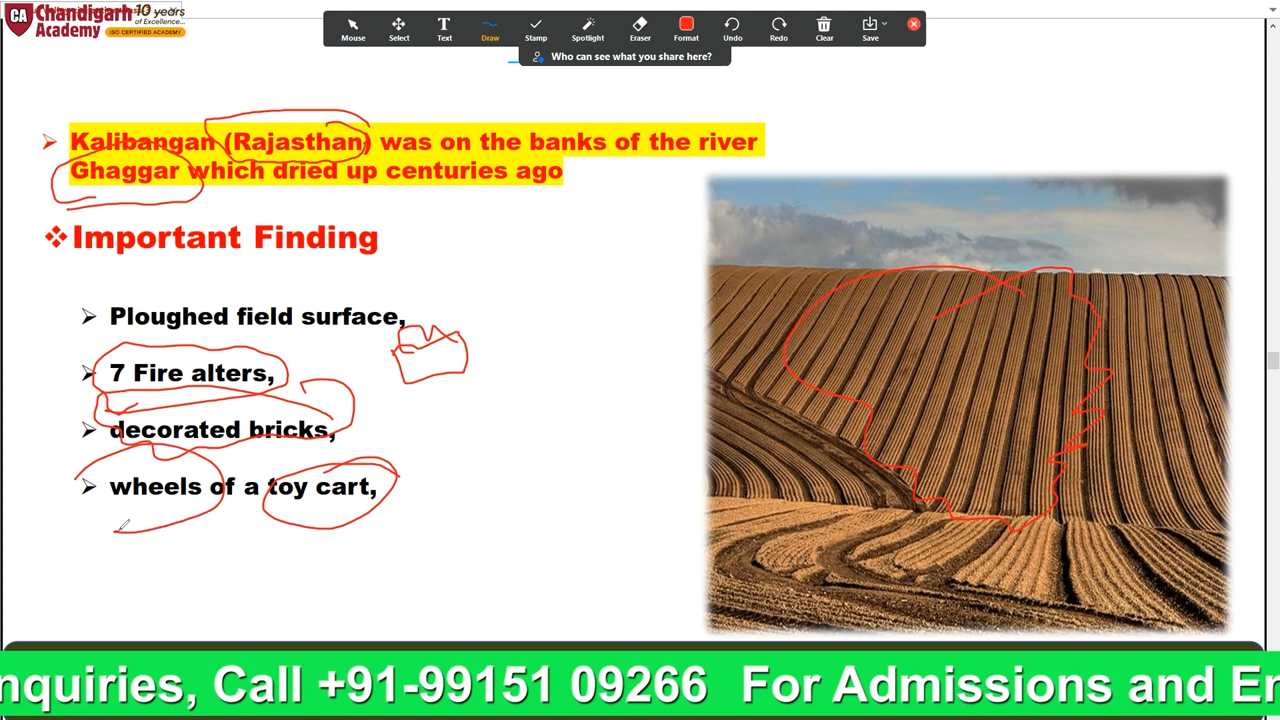 CA Chandigarh Academy
10 years of Excellence...
ISO CERTIFIED ACADEMY
Mouse Select Text Draw Stamp Spotlight Eraser Format Undo Redo Clear Save
Who can see what you share here?
Kalibangan (Rajasthan) was on the banks of the river
Ghaggar which dried up centuries ago
Important Finding
Ploughed field surface,
7 Fire alters,
decorated bricks,
wheels of a toy cart,
nquiries, Call +91-99151 09266 For Admissions and En